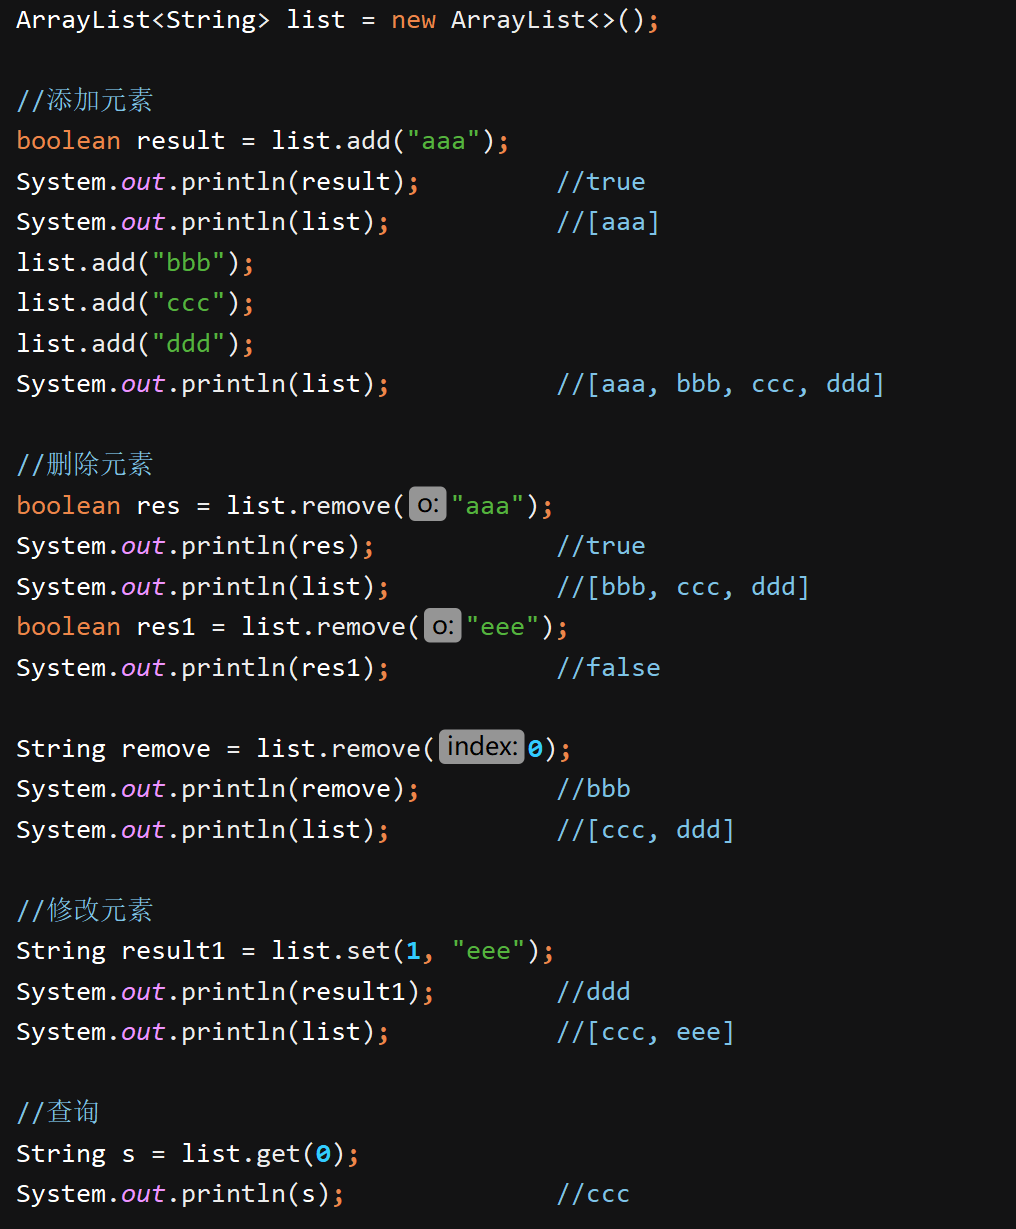 ArrayList<String> list = new ArrayList<>();
//添加元素
boolean result = list.add("aaa");
System.out.println(result);          //true
System.out.println(list);            //[aaa]
list.add("bbb");
list.add("ccc");
list.add("ddd");
System.out.println(list);            //[aaa, bbb, ccc, ddd]
//删除元素
boolean res = list.remove(o: "aaa");
System.out.println(res);             //true
System.out.println(list);            //[bbb, ccc, ddd]
boolean res1 = list.remove(o: "eee");
System.out.println(res1);            //false
String remove = list.remove(index: 0);
System.out.println(remove);          //bbb
System.out.println(list);            //[ccc, ddd]
//修改元素
String result1 = list.set(1, "eee");
System.out.println(result1);         //ddd
System.out.println(list);            //[ccc, eee]
//查询
String s = list.get(0);
System.out.println(s);               //ccc